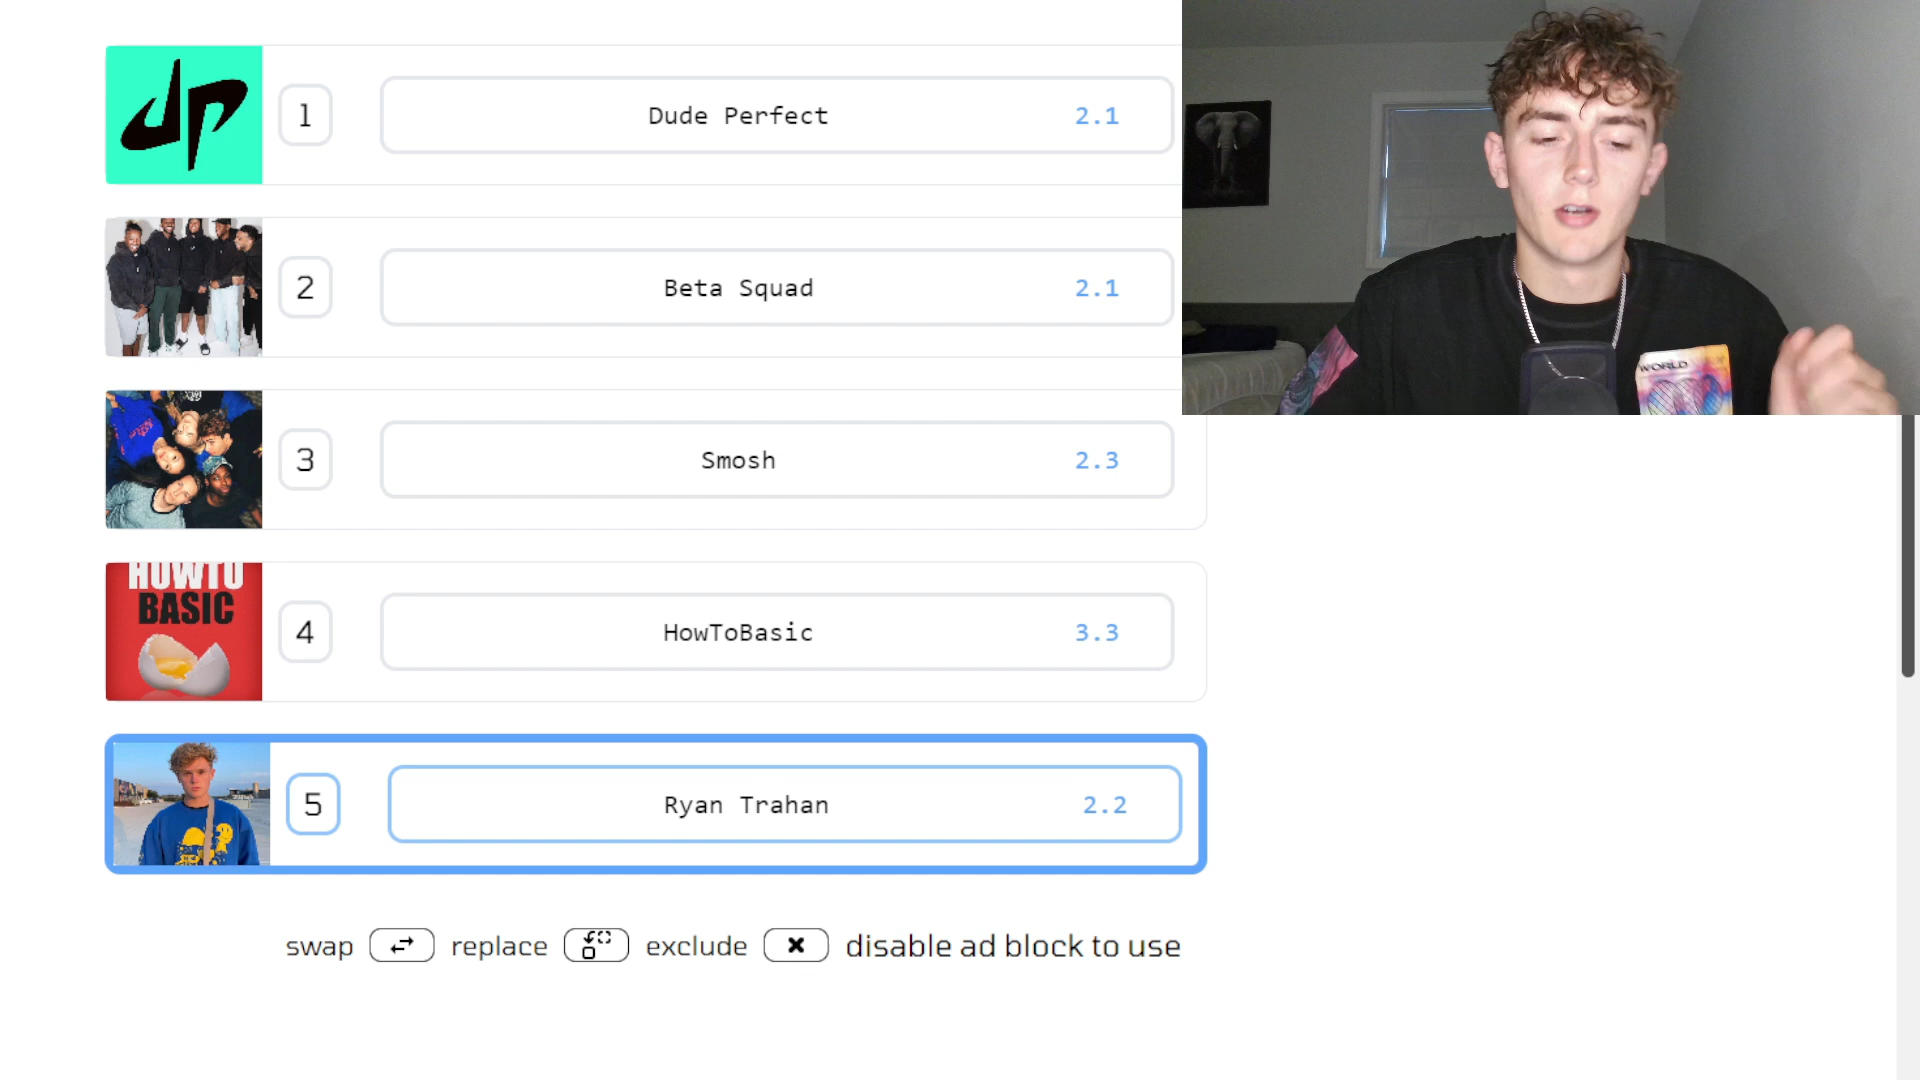 dp
1
Dude Perfect
2.1
2
Beta Squad
2.1
3
Smosh
2.3
HOWTO
BASIC
4
HowToBasic
3.3
5
Ryan Trahan
2.2
swap replace exclude disable ad block to use
WORLD